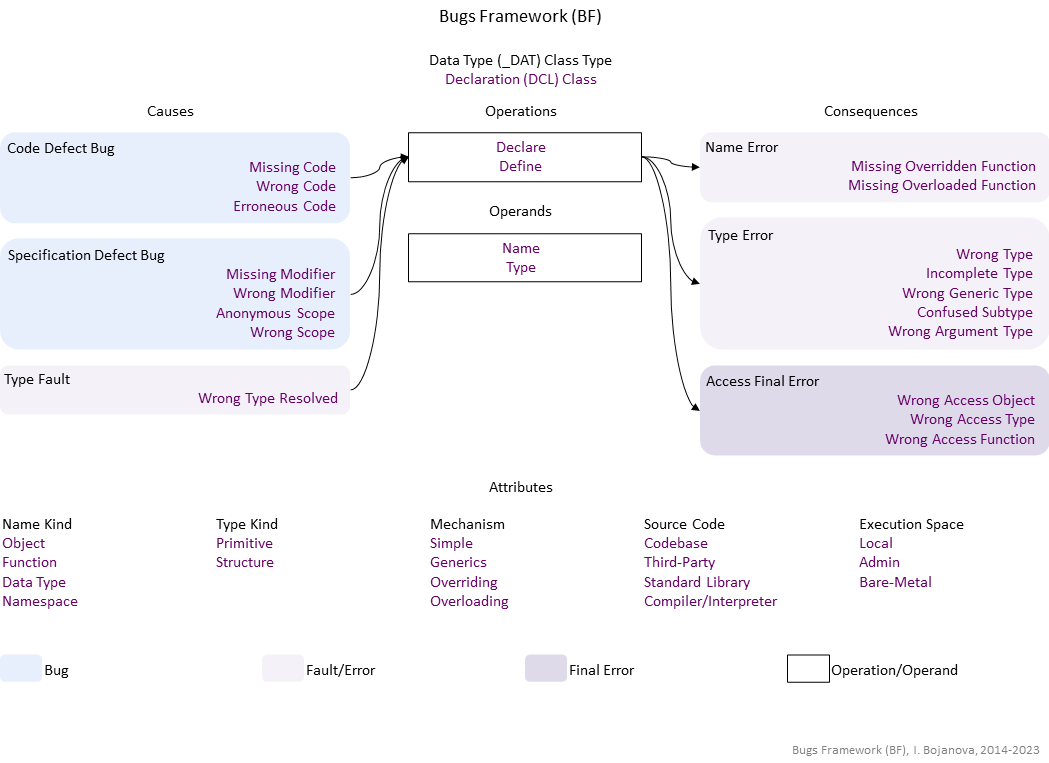 Bugs Framework (BF)
Data Type (_DAT) Class Type
Declaration (DCL) Class
Causes
Operations
Consequences
Code Defect Bug
Missing Code
Wrong Code
Erroneous Code
Specification Defect Bug
Missing Modifier
Wrong Modifier
Anonymous Scope
Wrong Scope
Type Fault
Wrong Type Resolved
Declare
Define
Operands
Name
Type
Name Error
Missing Overridden Function
Missing Overloaded Function
Type Error
Wrong Type
Incomplete Type
Wrong Generic Type
Confused Subtype
Wrong Argument Type
Access Final Error
Wrong Access Object
Wrong Access Type
Wrong Access Function
Attributes
Name Kind
Object
Function
Data Type
Namespace
Type Kind
Primitive
Structure
Mechanism
Simple
Generics
Overriding
Overloading
Source Code
Codebase
Third-Party
Standard Library
Compiler/Interpreter
Execution Space
Local
Admin
Bare-Metal
Bug
Fault/Error
Final Error
Operation/Operand
Bugs Framework (BF), I. Bojanova, 2014-2023